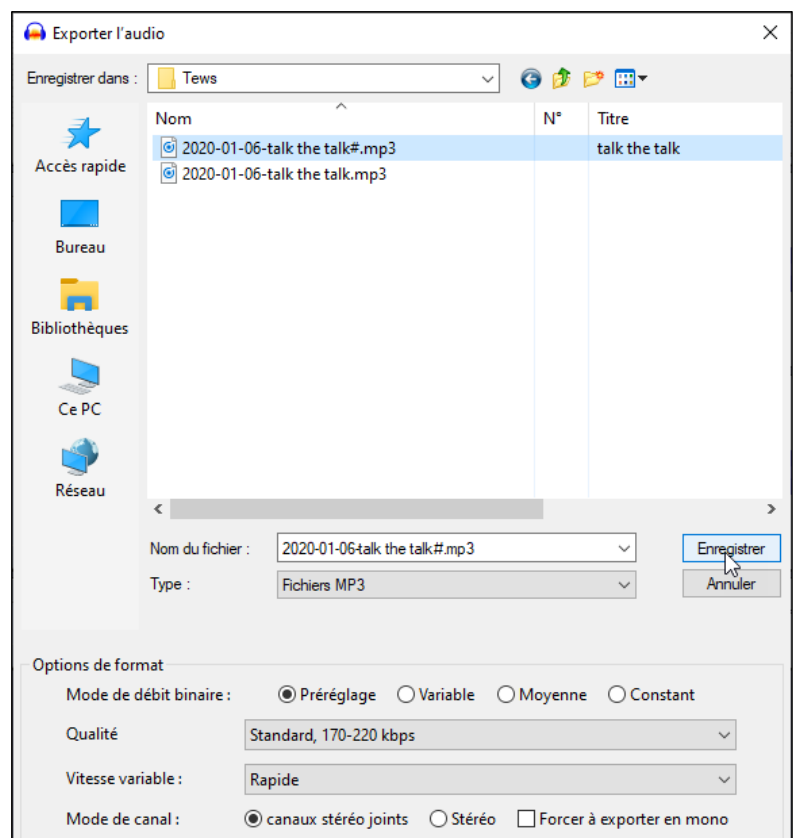 Exporter l'audio
Enregistrer dans : Tews
Nom N° Titre
2020-01-06-talk the talk#.mp3 talk the talk
2020-01-06-talk the talk.mp3
Accès rapide
Bureau
Bibliothèques
Ce PC
Réseau
Nom du fichier : 2020-01-06-talk the talk#.mp3 Enregistrer
Type : Fichiers MP3 Annuler
Options de format
Mode de débit binaire : Préréglage Variable Moyenne Constant
Qualité Standard, 170-220 kbps
Vitesse variable : Rapide
Mode de canal : canaux stéréo joints Stéréo Forcer à exporter en mono